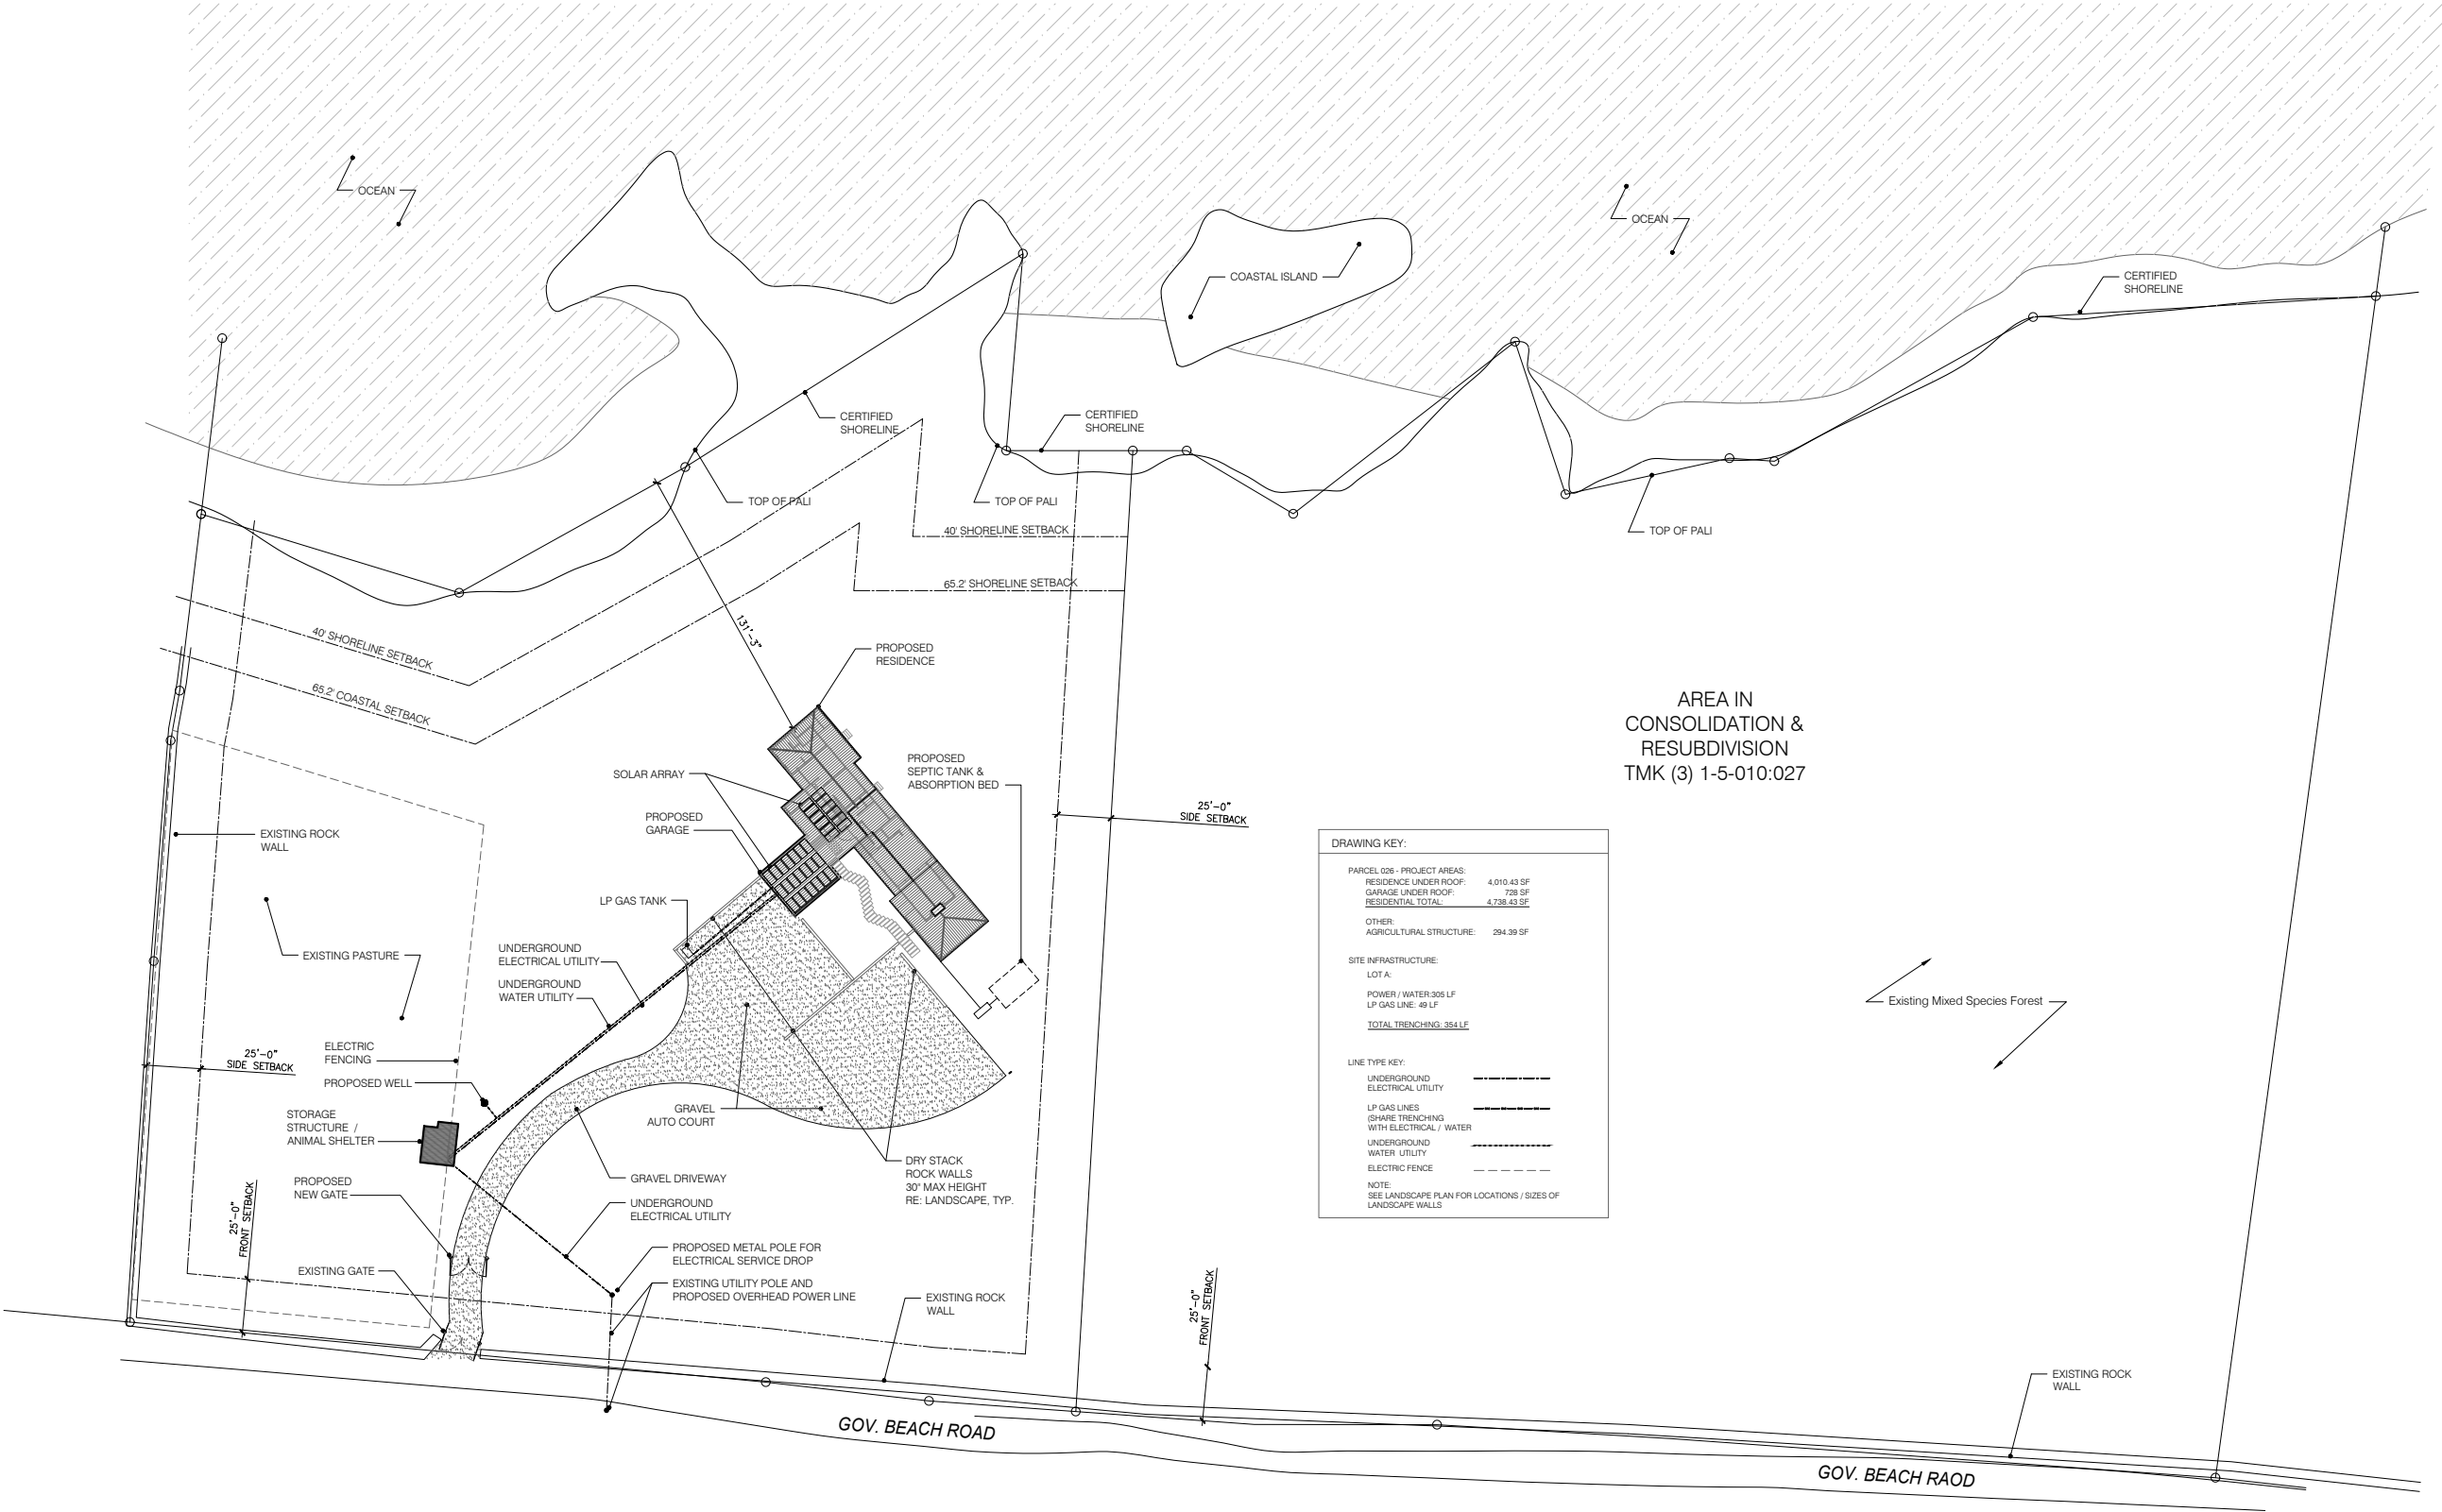 OCEAN
OCEAN
COASTAL ISLAND
CERTIFIED
SHORELINE
CERTIFIED
SHORELINE
CERTIFIED
SHORELINE
TOP OF PALI
TOP OF PALI
TOP OF PALI
40' SHORELINE SETBACK
65.2' SHORELINE SETBACK
40' SHORELINE SETBACK
65.2' COASTAL SETBACK
131'-3"
PROPOSED
RESIDENCE
AREA IN
CONSOLIDATION &
RESUBDIVISION
TMK (3) 1-5-010:027
SOLAR ARRAY
PROPOSED
SEPTIC TANK &
ABSORPTION BED
PROPOSED
GARAGE
25'-0"
SIDE SETBACK
EXISTING ROCK
WALL
LP GAS TANK
EXISTING PASTURE
UNDERGROUND
ELECTRICAL UTILITY
UNDERGROUND
WATER UTILITY
DRAWING KEY:
PARCEL 026 - PROJECT AREAS:
RESIDENCE UNDER ROOF: 4,010.43 SF
GARAGE UNDER ROOF: 728 SF
RESIDENTIAL TOTAL: 4,738.43 SF
OTHER:
AGRICULTURAL STRUCTURE: 294.39 SF
SITE INFRASTRUCTURE:
LOT A:
POWER / WATER:305 LF
LP GAS LINE: 49 LF
TOTAL TRENCHING: 354 LF
LINE TYPE KEY:
UNDERGROUND
ELECTRICAL UTILITY
LP GAS LINES
(SHARE TRENCHING
WITH ELECTRICAL / WATER
UNDERGROUND
WATER UTILITY
ELECTRIC FENCE
NOTE:
SEE LANDSCAPE PLAN FOR LOCATIONS / SIZES OF
LANDSCAPE WALLS
Existing Mixed Species Forest
ELECTRIC
FENCING
25'-0"
SIDE SETBACK
PROPOSED WELL
STORAGE
STRUCTURE /
ANIMAL SHELTER
GRAVEL
AUTO COURT
DRY STACK
ROCK WALLS
30" MAX HEIGHT
RE: LANDSCAPE, TYP.
GRAVEL DRIVEWAY
PROPOSED
NEW GATE
UNDERGROUND
ELECTRICAL UTILITY
25'-0"
FRONT SETBACK
PROPOSED METAL POLE FOR
ELECTRICAL SERVICE DROP
EXISTING GATE
EXISTING UTILITY POLE AND
PROPOSED OVERHEAD POWER LINE
EXISTING ROCK
WALL
25'-0"
FRONT SETBACK
EXISTING ROCK
WALL
GOV. BEACH ROAD
GOV. BEACH RAOD